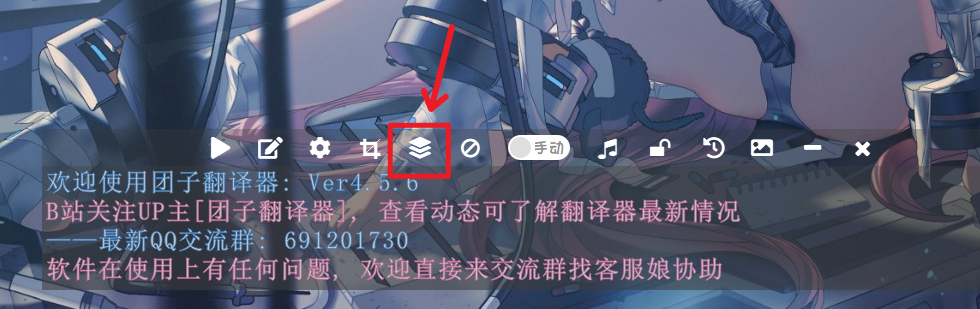 手动
欢迎使用团子翻译器: Ver4.5.6
B站关注UP主[团子翻译器], 查看动态可了解翻译器最新情况
——最新QQ交流群: 691201730
软件在使用上有任何问题, 欢迎直接来交流群找客服娘协助